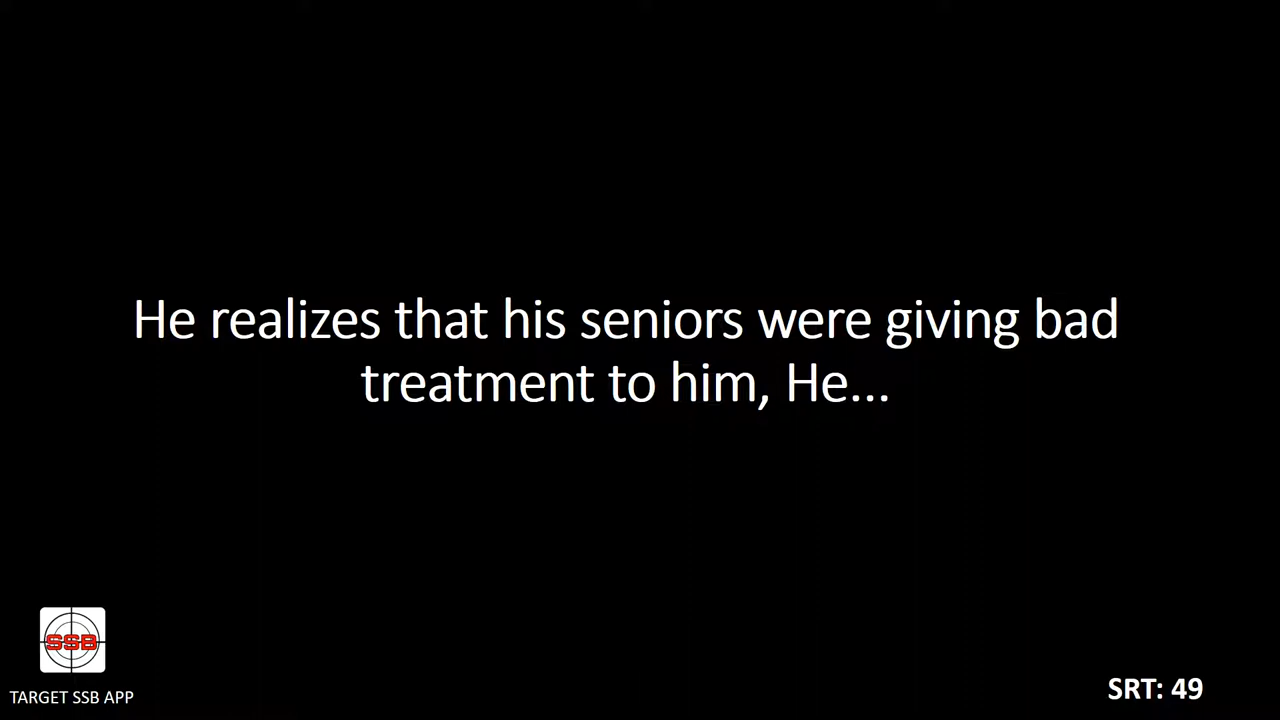 He realizes that his seniors were giving bad
treatment to him, He...
SSB
TARGET SSB APP
SRT: 49